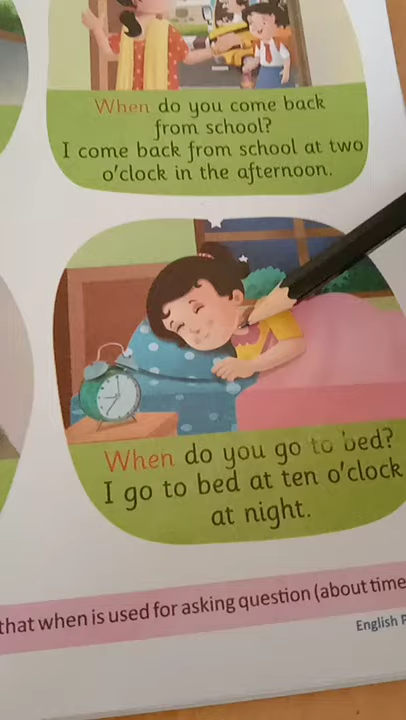 When do you come back
from school?
I come back from school at two
o'clock in the afternoon.
When do you go to bed?
I go to bed at ten o'clock
at night.
that when is used for asking question (about time
English